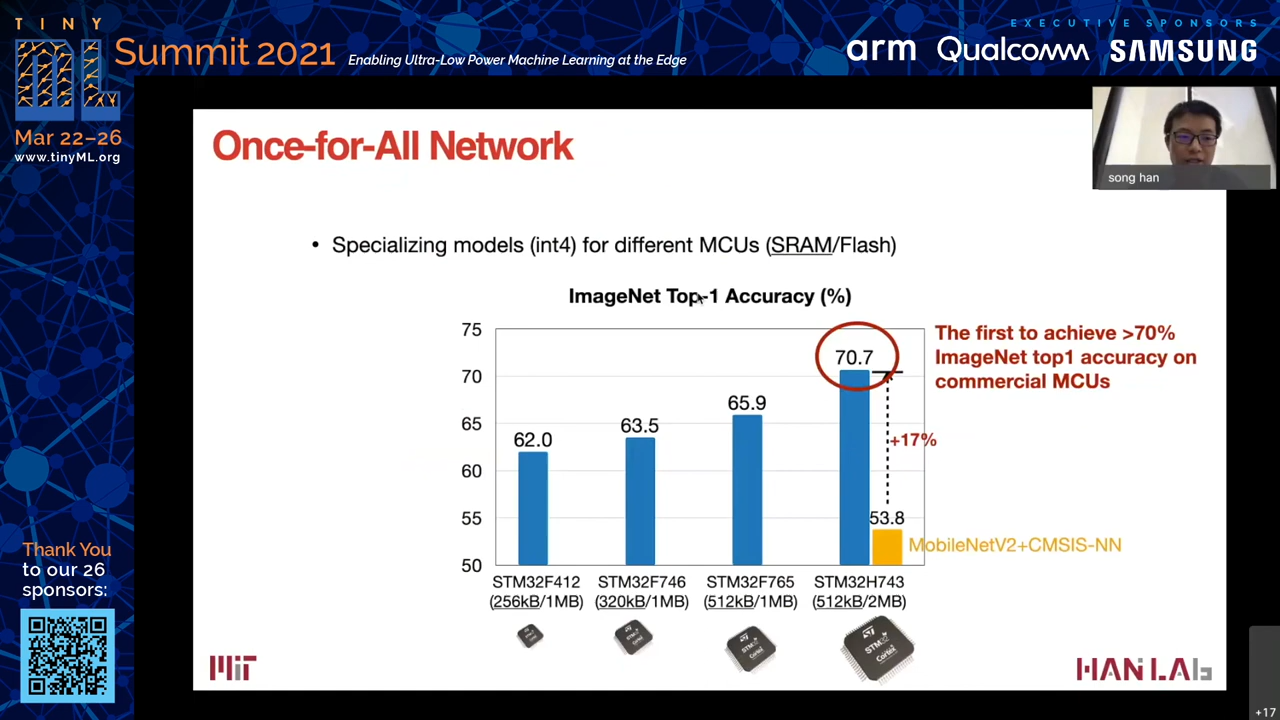 TINY
ML
Summit 2021
Enabling Ultra-Low Power Machine Learning at the Edge
EXECUTIVE SPONSORS
arm Qualcomm SAMSUNG
Mar 22–26
www.tinyML.org
song han
Once-for-All Network
• Specializing models (int4) for different MCUs (SRAM/Flash)
ImageNet Top-1 Accuracy (%)
75
70
65
60
55
50
62.0
63.5
65.9
70.7
53.8
+17%
The first to achieve >70%
ImageNet top1 accuracy on
commercial MCUs
MobileNetV2+CMSIS-NN
STM32F412 STM32F746 STM32F765 STM32H743
(256kB/1MB) (320kB/1MB) (512kB/1MB) (512kB/2MB)
STM32
Cortex
MIT
HAN LAb
Thank You
to our 26
sponsors:
+17